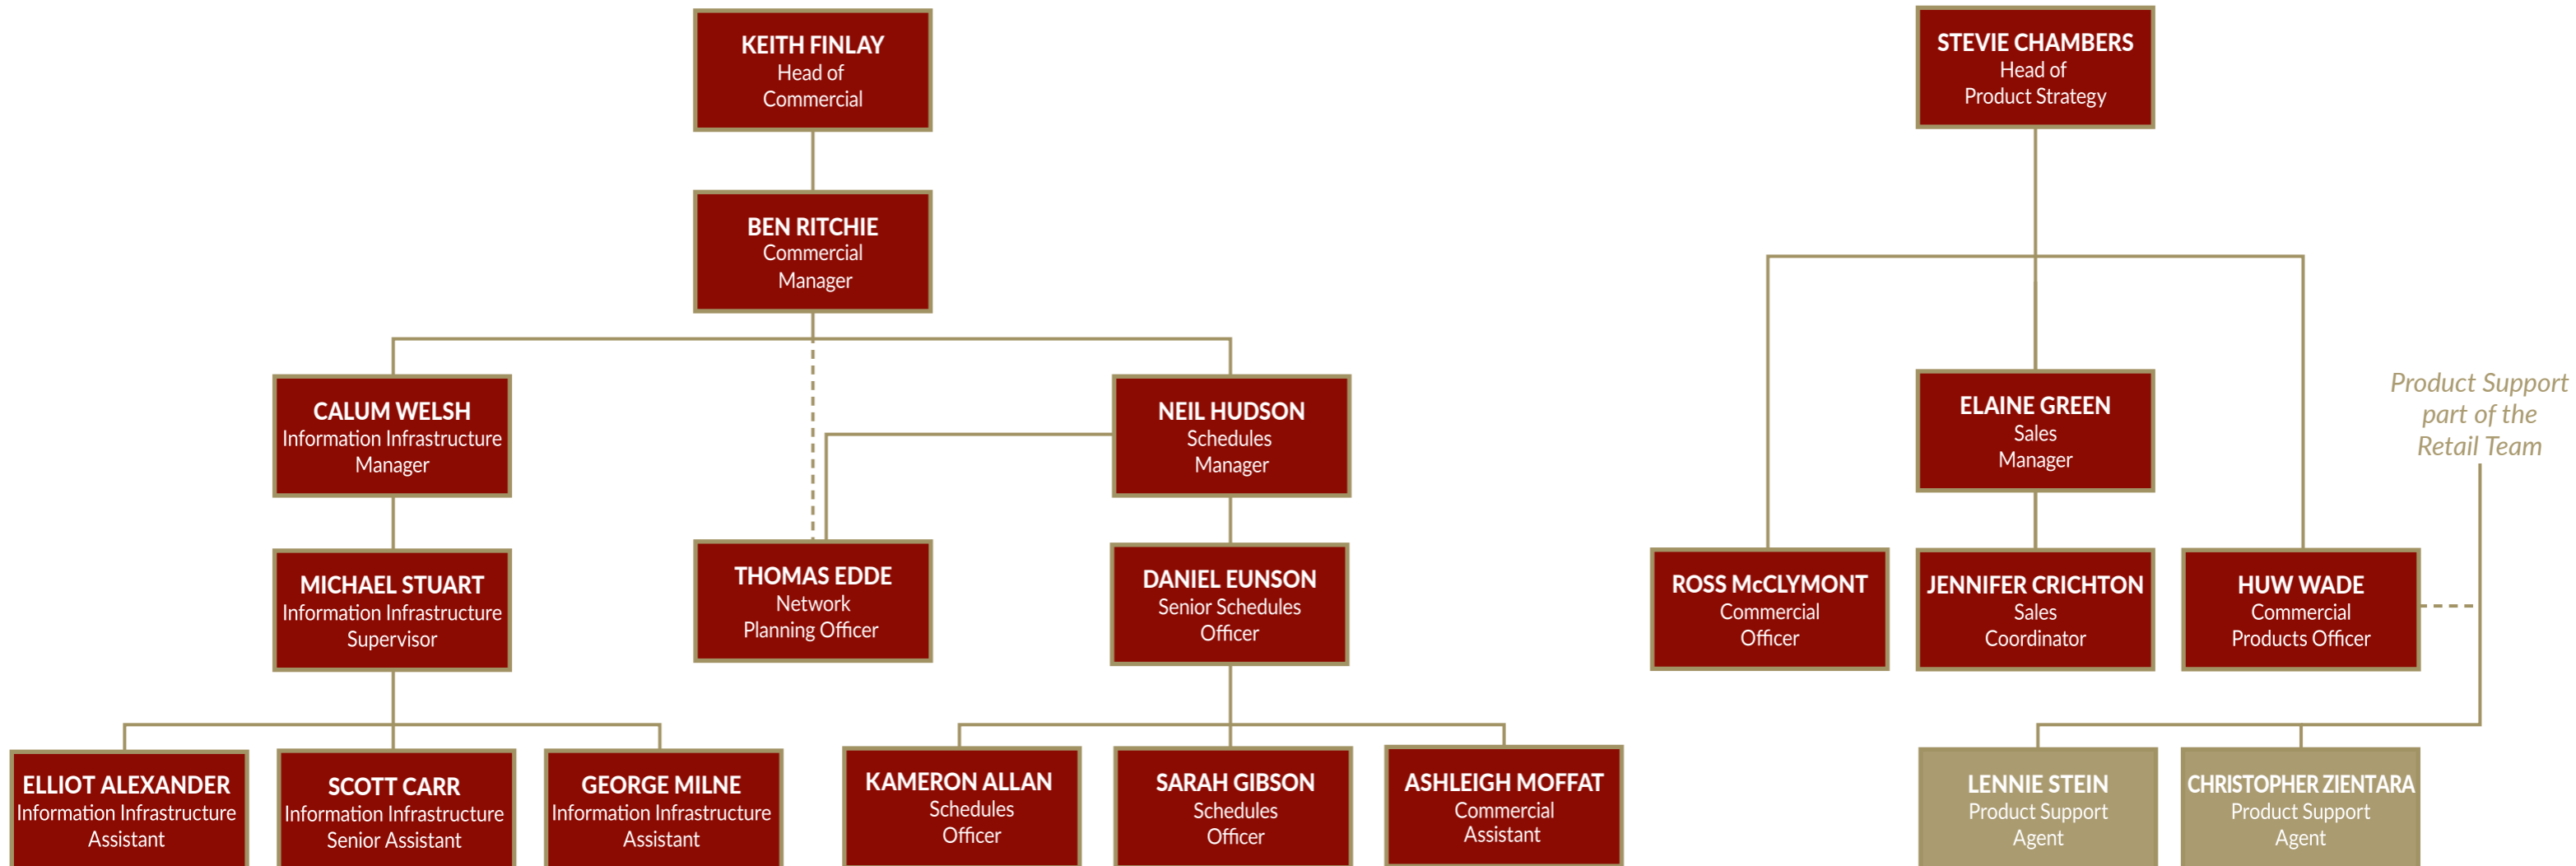 KEITH FINLAY
Head of
Commercial
STEVIE CHAMBERS
Head of
Product Strategy
BEN RITCHIE
Commercial
Manager
CALUM WELSH
Information Infrastructure
Manager
NEIL HUDSON
Schedules
Manager
ELAINE GREEN
Sales
Manager
Product Support
part of the
Retail Team
MICHAEL STUART
Information Infrastructure
Supervisor
THOMAS EDDE
Network
Planning Officer
DANIEL EUNSON
Senior Schedules
Officer
ROSS McCLYMONT
Commercial
Officer
JENNIFER CRICHTON
Sales
Coordinator
HUW WADE
Commercial
Products Officer
ELLIOT ALEXANDER
Information Infrastructure
Assistant
SCOTT CARR
Information Infrastructure
Senior Assistant
GEORGE MILNE
Information Infrastructure
Assistant
KAMERON ALLAN
Schedules
Officer
SARAH GIBSON
Schedules
Officer
ASHLEIGH MOFFAT
Commercial
Assistant
LENNIE STEIN
Product Support
Agent
CHRISTOPHER ZIENTARA
Product Support
Agent